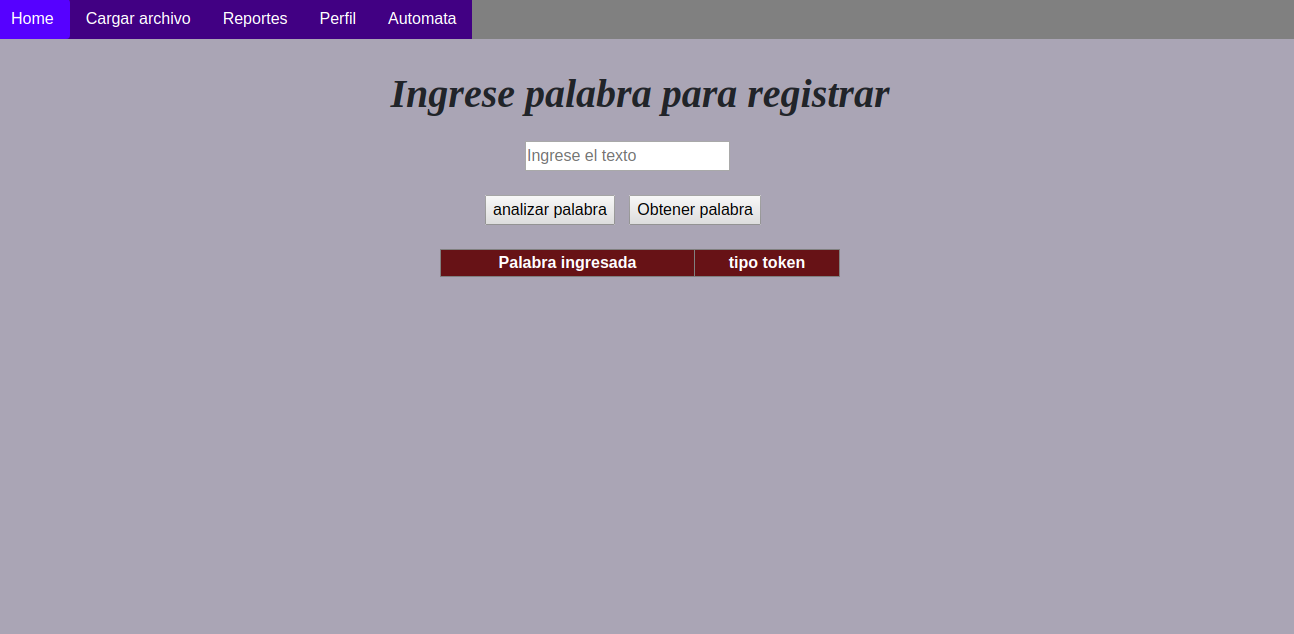 Home Cargar archivo Reportes Perfil Automata
Ingrese palabra para registrar
Ingrese el texto
analizar palabra Obtener palabra
Palabra ingresada tipo token